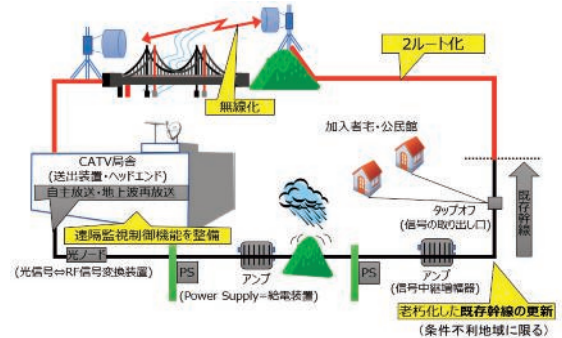 2ルート化
無線化
加入者宅・公民館
CATV局舎
(送出装置・ヘッドエンド)
自主放送・地上波再放送
遠隔監視制御機能を整備
タップオフ
(信号の取り出し口)
既存幹線
光ノード
(光信号⇔RF信号変換装置)
PS
アンプ
(Power Supply=給電装置)
PS
アンプ
(信号中継増幅器)
老朽化した既存幹線の更新
(条件不利地域に限る)